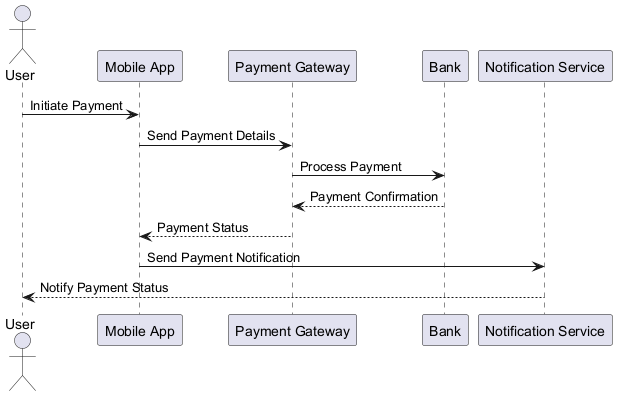 User
Mobile App
Payment Gateway
Bank
Notification Service
Initiate Payment
Send Payment Details
Process Payment
Payment Confirmation
Payment Status
Send Payment Notification
Notify Payment Status
User
Mobile App
Payment Gateway
Bank
Notification Service